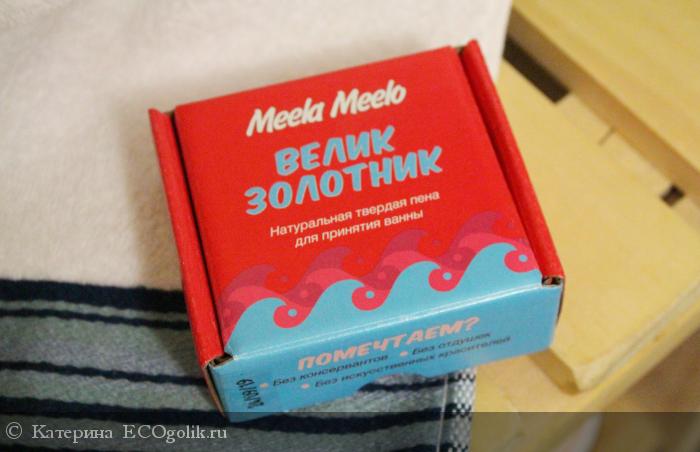 Meela Meelo
ВЕЛИК
ЗОЛОТНИК
Натуральная твердая пена
для принятия ванны
ПОМЕЧТАЕМ?
• Без консервантов • Без отдушек
• Без искусственных красителей
© Катерина ECOgolik.ru